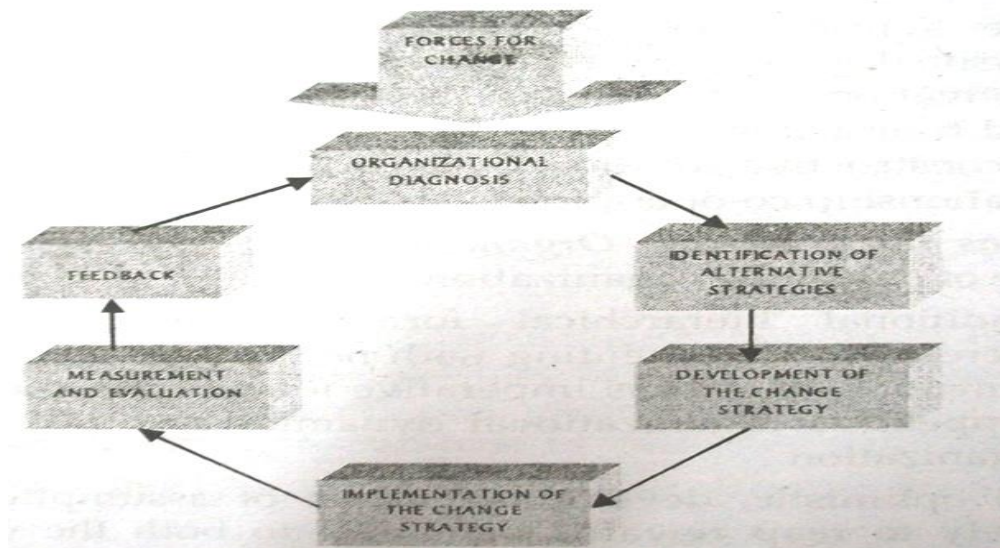 FORCES FOR
CHANGE
ORGANIZATIONAL
DIAGNOSIS
IDENTIFICATION OF
ALTERNATIVE
STRATEGIES
DEVELOPMENT OF
THE CHANGE
STRATEGY
IMPLEMENTATION OF
THE CHANGE
STRATEGY
MEASUREMENT
AND EVALUATION
FEEDBACK